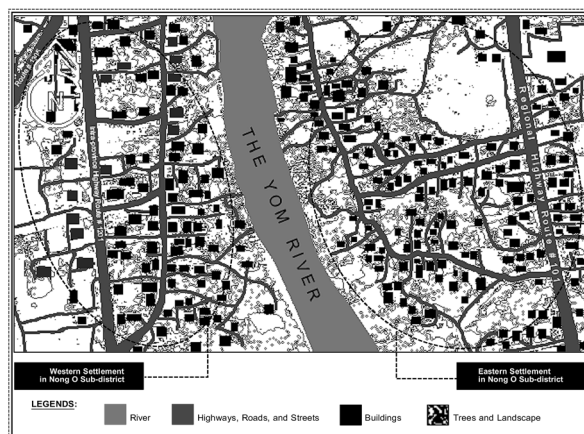 THE YOM RIVER
Regional Highway Route #101
Western Settlement
in Nong O Sub-district
Eastern Settlement
in Nong O Sub-district
LEGENDS:
River
Highways, Roads, and Streets
Buildings
Trees and Landscape